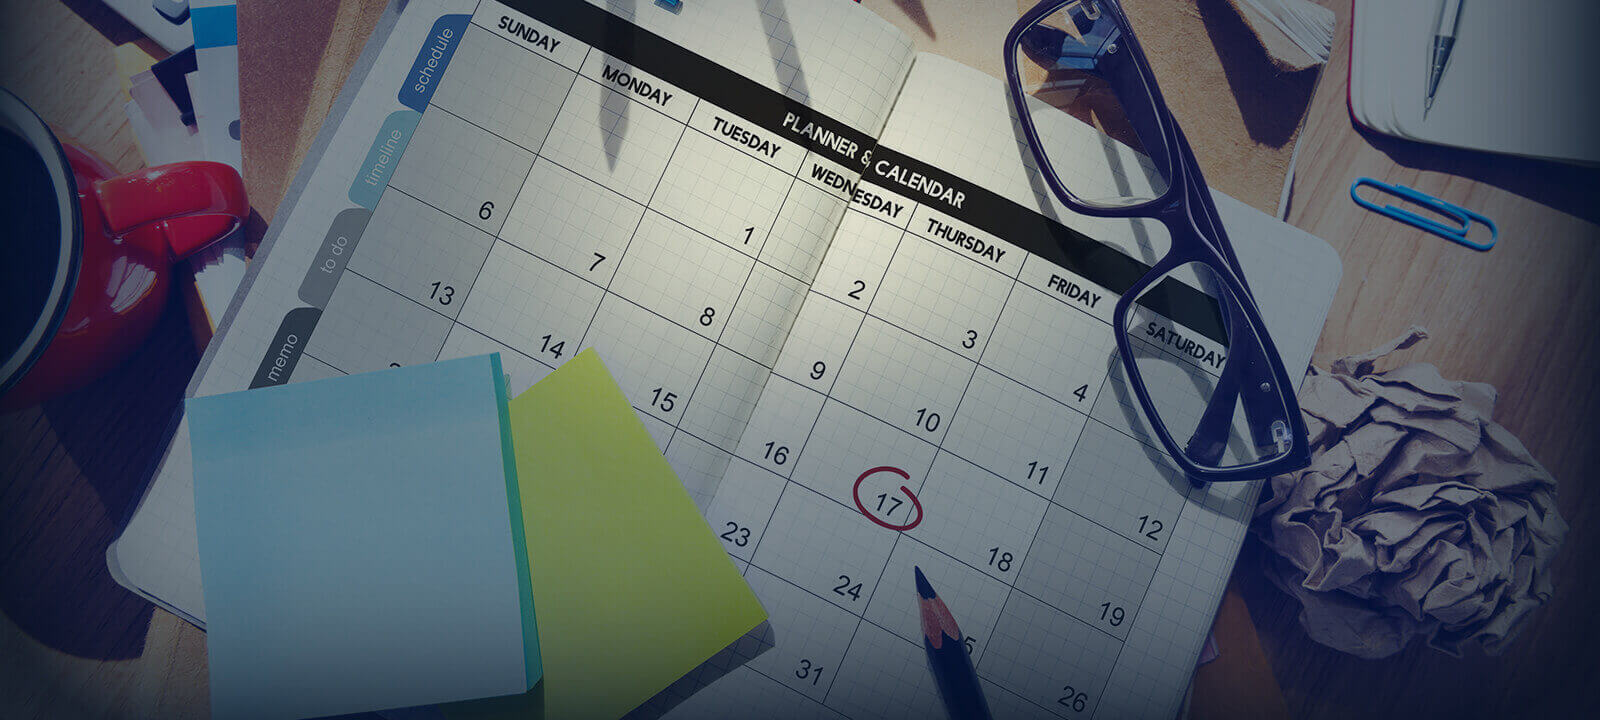 PLANNER & CALENDAR
SUNDAY MONDAY TUESDAY WEDNESDAY THURSDAY FRIDAY SATURDAY
schedule
timeline
to do
memo
1 2 3 4
6 7 8 9 10 11 12
13 14 15 16 17 18 19
23 24 26
31